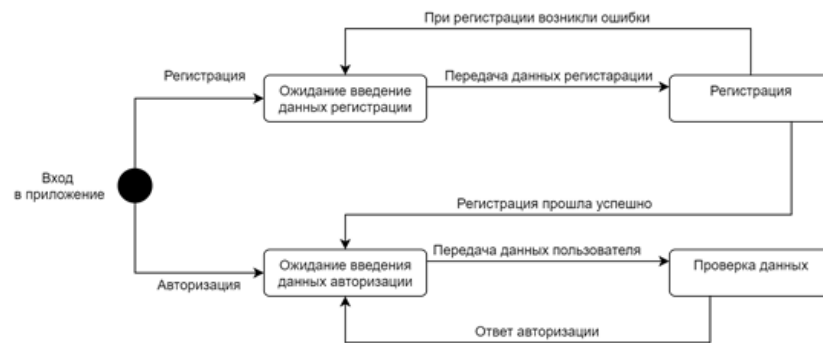 При регистрации возникли ошибки
Регистрация
Ожидание введение
данных регистрации
Передача данных регистарации
Регистрация
Вход
в приложение
Регистрация прошла успешно
Авторизация
Ожидание введения
данных авторизации
Передача данных пользователя
Проверка данных
Ответ авторизации